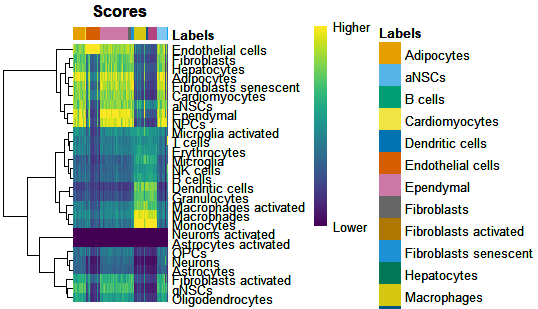 Scores
Labels
Endothelial cells
Fibroblasts
Hepatocytes
Adipocytes
Fibroblasts senescent
Cardiomyocytes
aNSCs
Ependymal
NPCs
Microglia activated
T cells
Erythrocytes
Microglia
NK cells
B cells
Dendritic cells
Granulocytes
Macrophages activated
Macrophages
Monocytes
Neurons activated
Astrocytes activated
OPCs
Neurons
Astrocytes
Fibroblasts activated
qNSCs
Oligodendrocytes
Higher
Lower
Labels
Adipocytes
aNSCs
B cells
Cardiomyocytes
Dendritic cells
Endothelial cells
Ependymal
Fibroblasts
Fibroblasts activated
Fibroblasts senescent
Hepatocytes
Macrophages